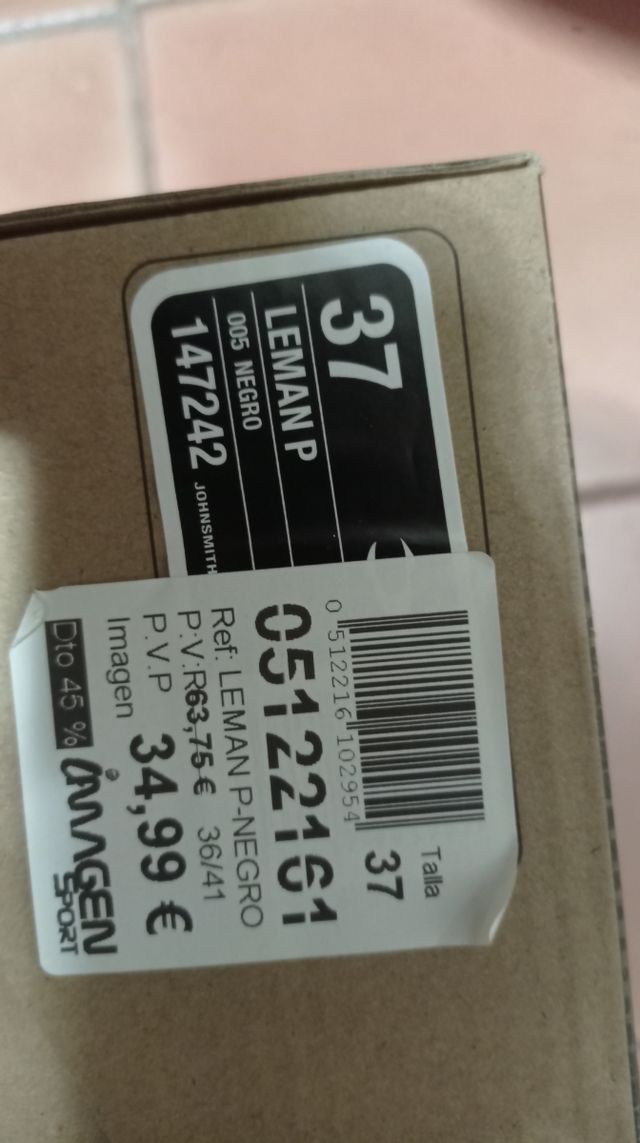 37
LEMAN P
005 NEGRO
147242 JOHNSMITH
0 512216 102954
Talla
37
05122161
Ref: LEMAN P-NEGRO
P.V.R 63,75 € 36/41
P.V.P 34,99 €
Imagen
Dto 45 % imAGEN
SPORT